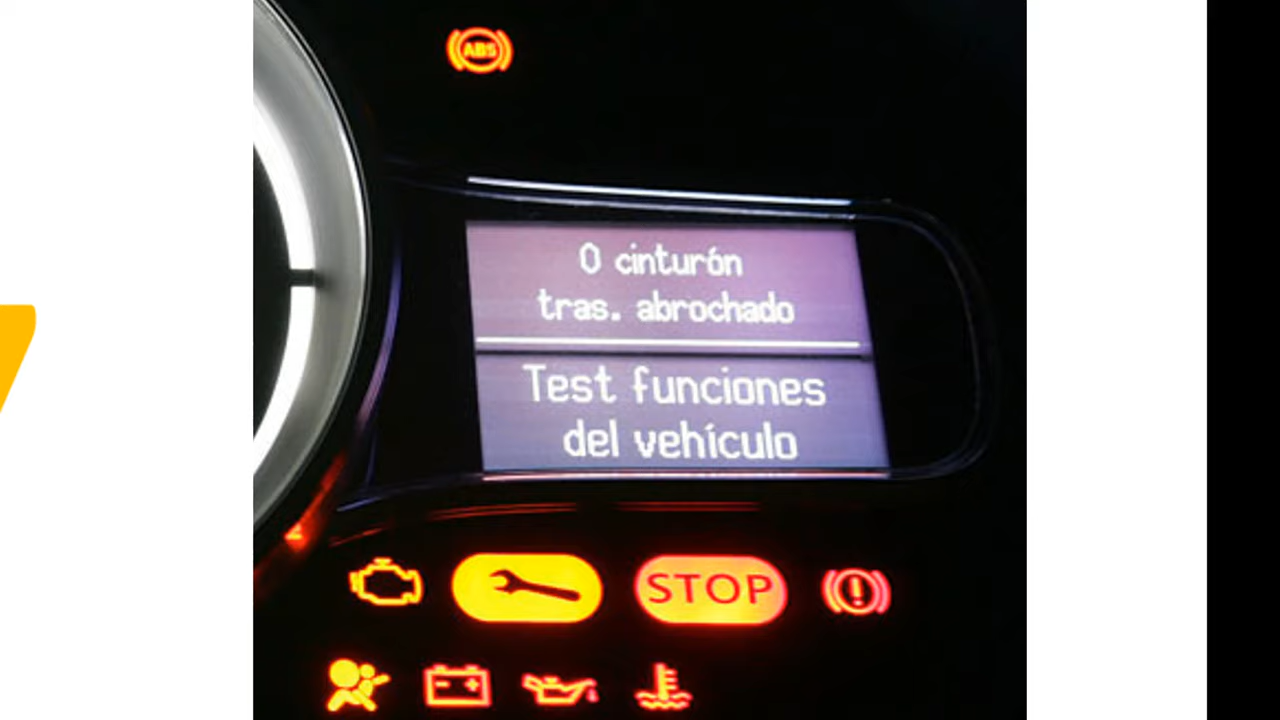 ABS
0 cinturón
tras. abrochado
Test funciones
del vehículo
STOP